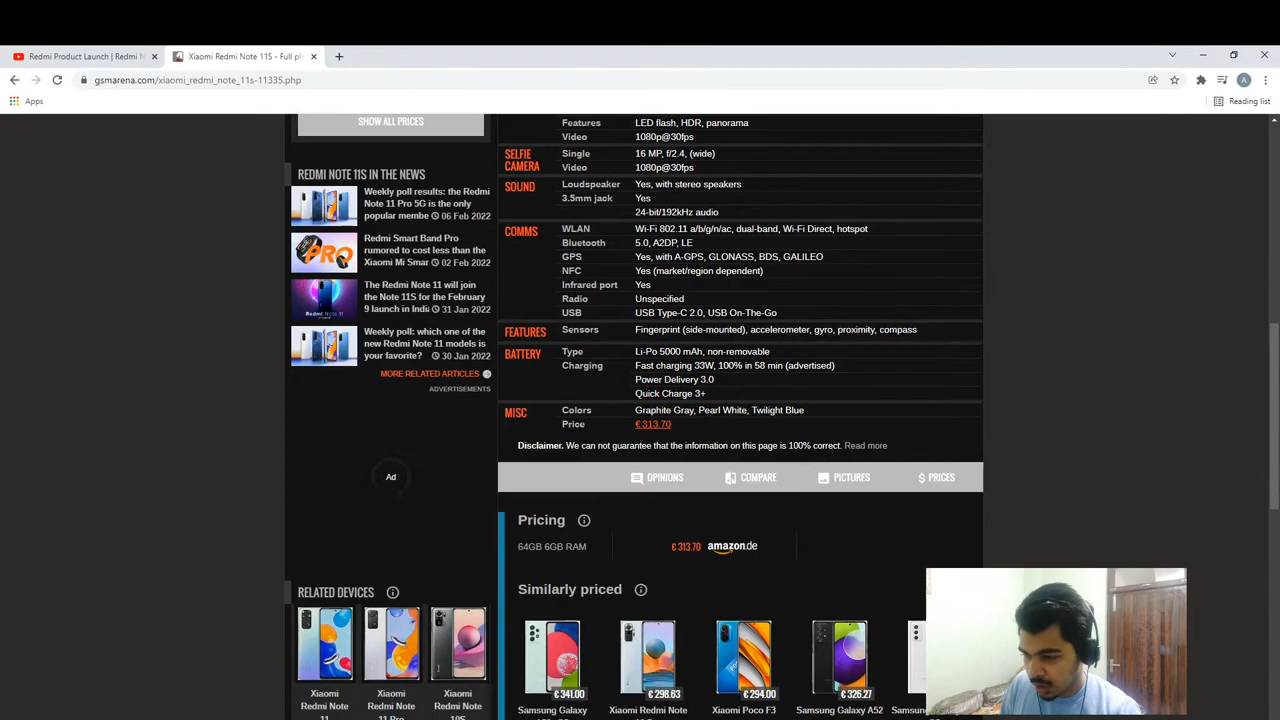 Redmi Product Launch | Redmi N
Xiaomi Redmi Note 11S - Full ph
gsmarena.com/xiaomi_redmi_note_11s-11335.php
A
Apps
Reading list
SHOW ALL PRICES
REDMI NOTE 11S IN THE NEWS
Weekly poll results: the Redmi
Note 11 Pro 5G is the only
popular membe 06 Feb 2022
PRO
Redmi Smart Band Pro
rumored to cost less than the
Xiaomi Mi Smar 02 Feb 2022
Redmi Note 11
The Redmi Note 11 will join
the Note 11S for the February
9 launch in Indi 31 Jan 2022
Weekly poll: which one of the
new Redmi Note 11 models is
your favorite? 30 Jan 2022
MORE RELATED ARTICLES
ADVERTISEMENTS
Ad
RELATED DEVICES
Xiaomi
Redmi Note
11
Xiaomi
Redmi Note
11 Pro
Xiaomi
Redmi Note
10S
Features LED flash, HDR, panorama
Video 1080p@30fps
SELFIE
CAMERA
Single 16 MP, f/2.4, (wide)
Video 1080p@30fps
SOUND Loudspeaker Yes, with stereo speakers
3.5mm jack Yes
24-bit/192kHz audio
COMMS WLAN Wi-Fi 802.11 a/b/g/n/ac, dual-band, Wi-Fi Direct, hotspot
Bluetooth 5.0, A2DP, LE
GPS Yes, with A-GPS, GLONASS, BDS, GALILEO
NFC Yes (market/region dependent)
Infrared port Yes
Radio Unspecified
USB USB Type-C 2.0, USB On-The-Go
FEATURES Sensors Fingerprint (side-mounted), accelerometer, gyro, proximity, compass
BATTERY Type Li-Po 5000 mAh, non-removable
Charging Fast charging 33W, 100% in 58 min (advertised)
Power Delivery 3.0
Quick Charge 3+
MISC Colors Graphite Gray, Pearl White, Twilight Blue
Price € 313.70
Disclaimer. We can not guarantee that the information on this page is 100% correct. Read more
OPINIONS COMPARE PICTURES PRICES
Pricing
64GB 6GB RAM € 313.70 amazon.de
Similarly priced
€ 341.00 € 298.63 € 294.00 € 326.27
Samsung Galaxy Xiaomi Redmi Note Xiaomi Poco F3 Samsung Galaxy A52 Samsung